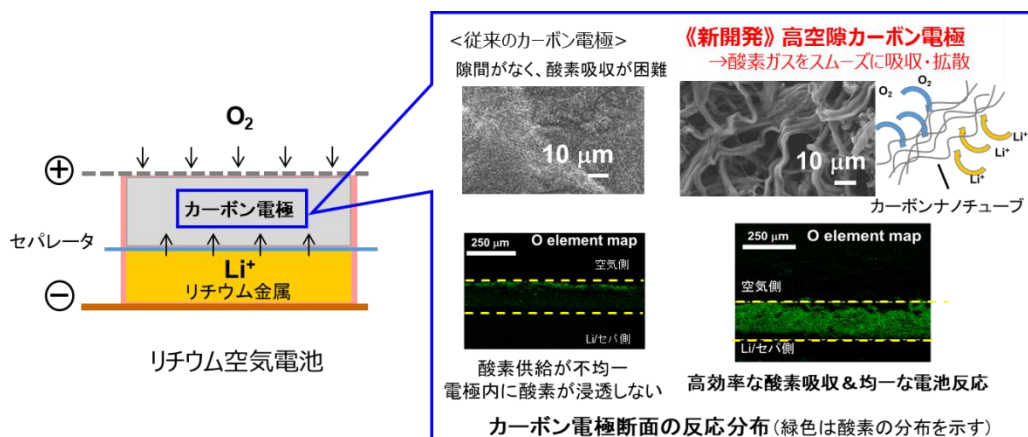 O₂
⊕
カーボン電極
セパレータ
Li⁺
リチウム金属
⊖
リチウム空気電池
<従来のカーボン電極>
隙間がなく、酸素吸収が困難
10 μm
《新開発》高空隙カーボン電極
→酸素ガスをスムーズに吸収・拡散
10 μm
O₂
O₂
Li⁺
Li⁺
Li⁺
カーボンナノチューブ
250 μm
O element map
空気側
Li/セパ側
酸素供給が不均一
電極内に酸素が浸透しない
250 μm
O element map
空気側
Li/セパ側
高効率な酸素吸収&均一な電池反応
カーボン電極断面の反応分布(緑色は酸素の分布を示す)